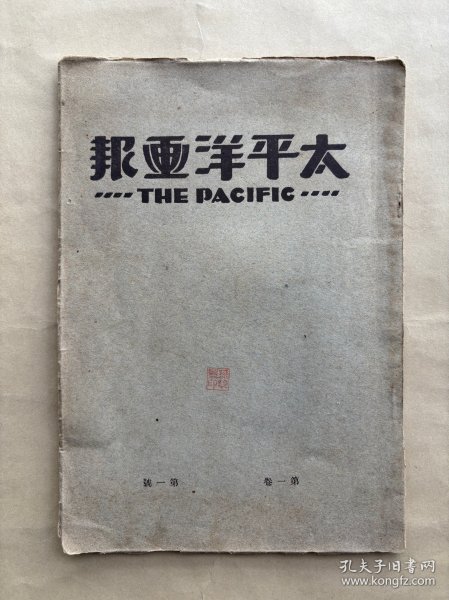 太平洋画報
THE PACIFIC
第一卷 第一號
孔夫子旧书网
www.kongfz.com